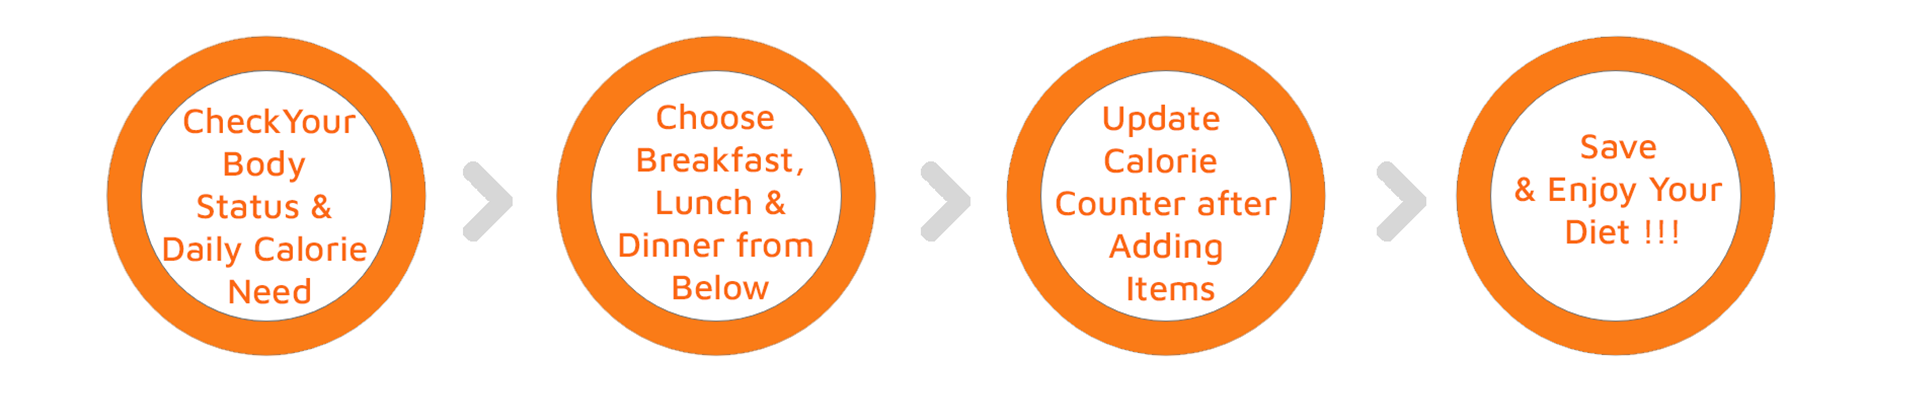 CheckYour
Body
Status &
Daily Calorie
Need
Choose
Breakfast,
Lunch &
Dinner from
Below
Update
Calorie
Counter after
Adding
Items
Save
& Enjoy Your
Diet !!!